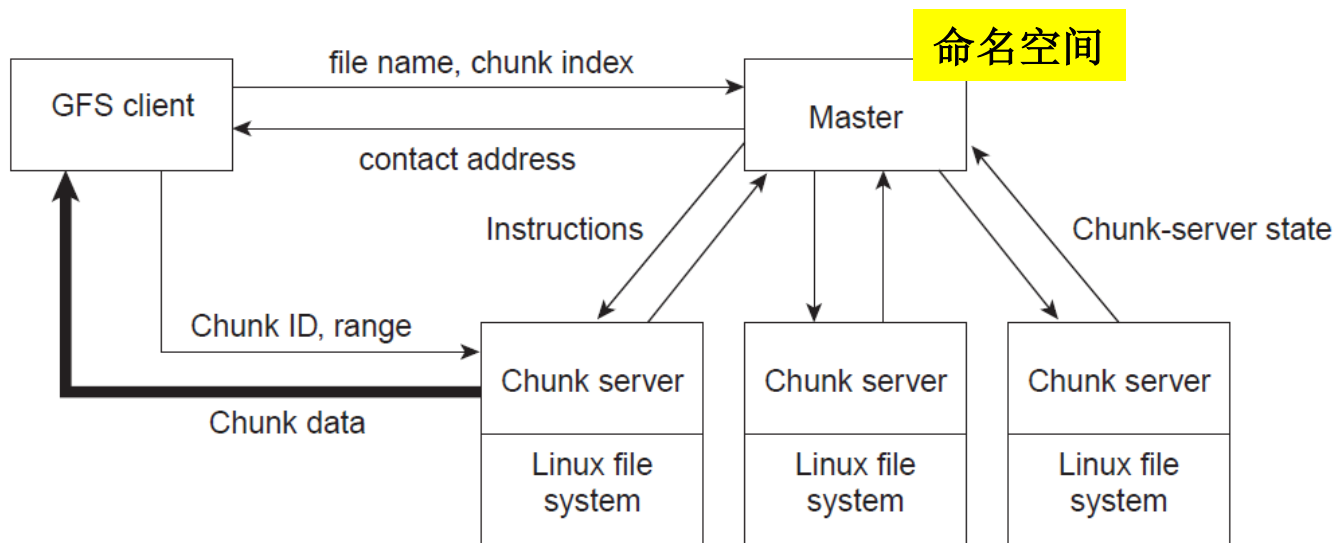 命名空间
file name, chunk index
GFS client
Master
contact address
Instructions
Chunk-server state
Chunk ID, range
Chunk server
Chunk server
Chunk server
Chunk data
Linux file
system
Linux file
system
Linux file
system